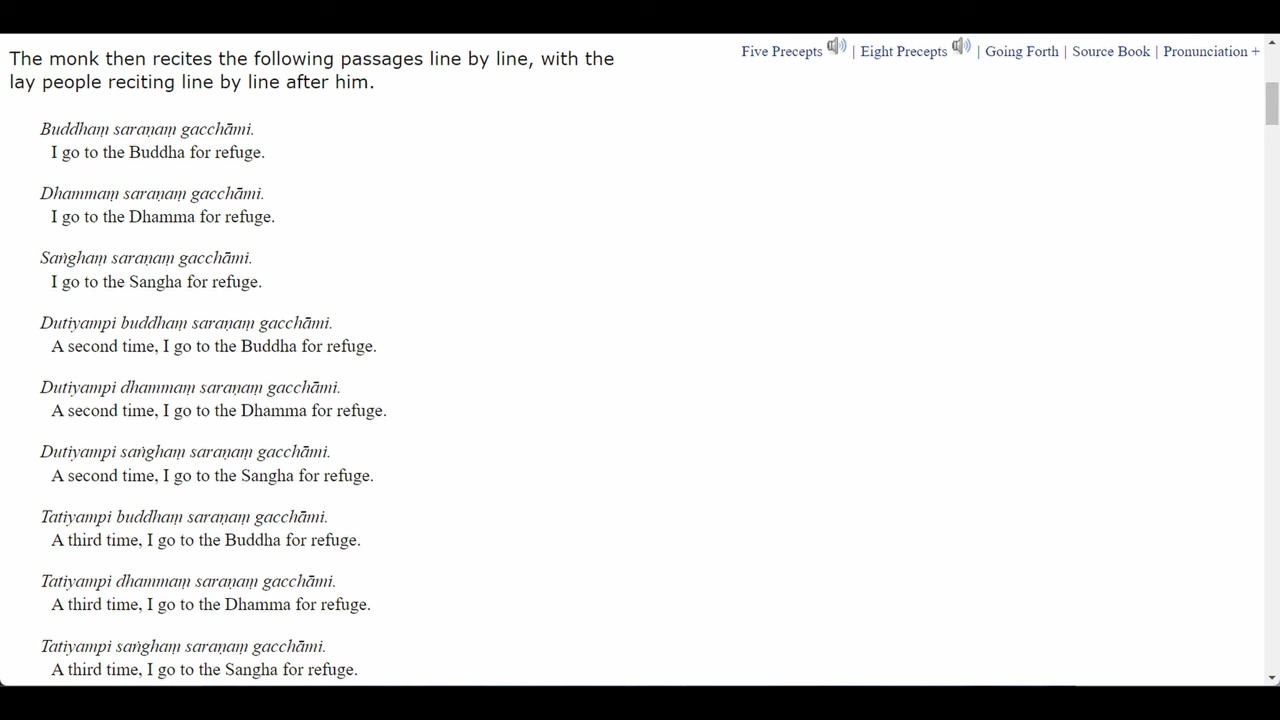 Five Precepts | Eight Precepts | Going Forth | Source Book | Pronunciation +
The monk then recites the following passages line by line, with the
lay people reciting line by line after him.
Buddhaṃ saraṇaṃ gacchāmi.
I go to the Buddha for refuge.
Dhammaṃ saraṇaṃ gacchāmi.
I go to the Dhamma for refuge.
Saṅghaṃ saraṇaṃ gacchāmi.
I go to the Sangha for refuge.
Dutiyampi buddhaṃ saraṇaṃ gacchāmi.
A second time, I go to the Buddha for refuge.
Dutiyampi dhammaṃ saraṇaṃ gacchāmi.
A second time, I go to the Dhamma for refuge.
Dutiyampi saṅghaṃ saraṇaṃ gacchāmi.
A second time, I go to the Sangha for refuge.
Tatiyampi buddhaṃ saraṇaṃ gacchāmi.
A third time, I go to the Buddha for refuge.
Tatiyampi dhammaṃ saraṇaṃ gacchāmi.
A third time, I go to the Dhamma for refuge.
Tatiyampi saṅghaṃ saraṇaṃ gacchāmi.
A third time, I go to the Sangha for refuge.